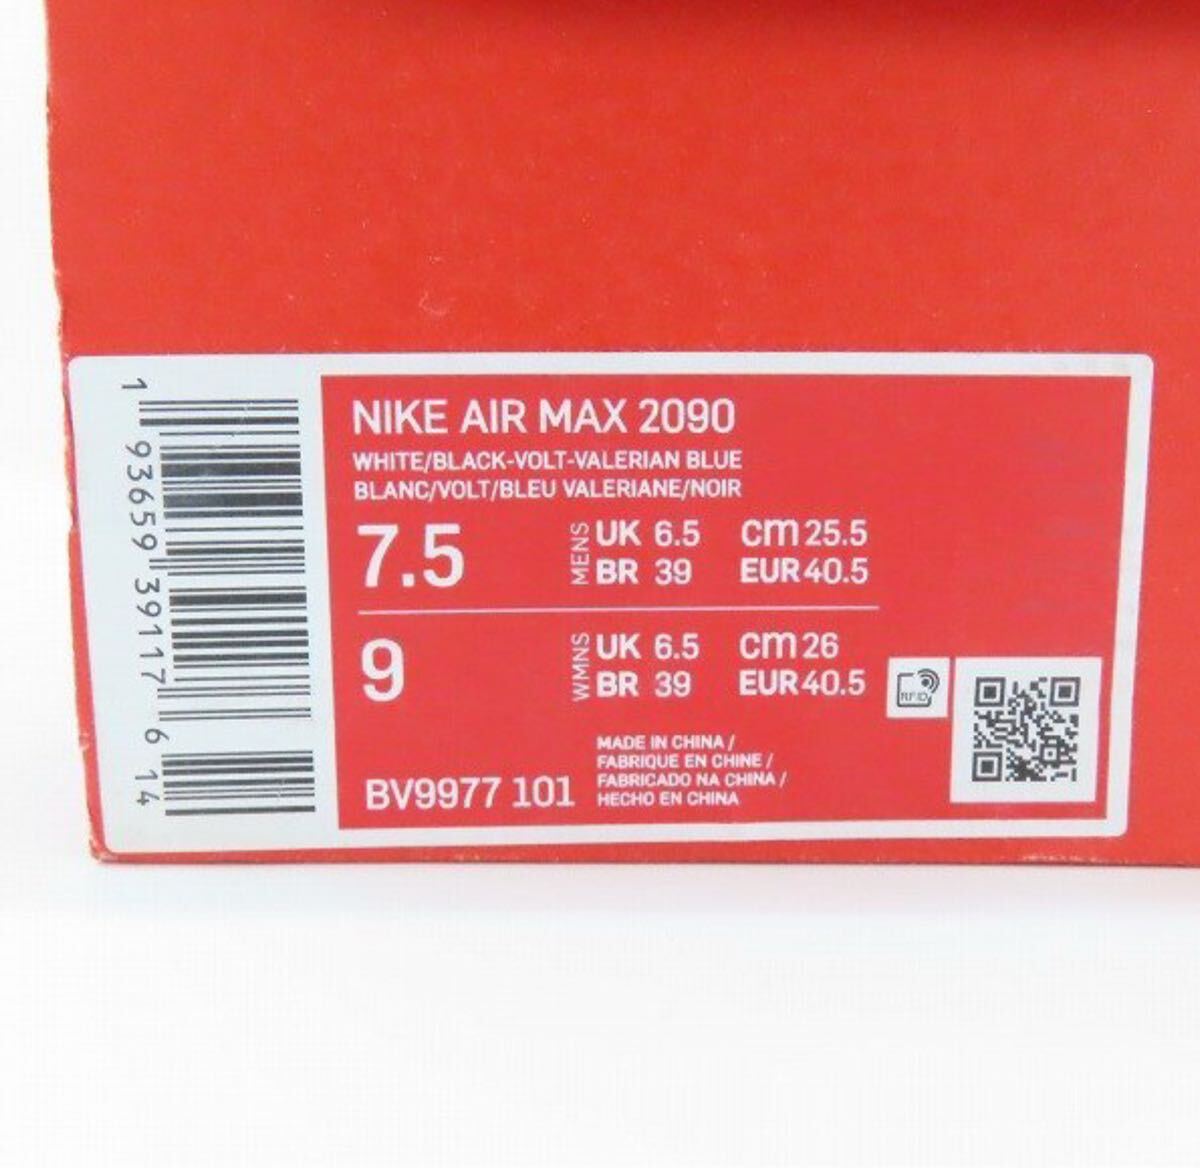 NIKE AIR MAX 2090
WHITE/BLACK-VOLT-VALERIAN BLUE
BLANC/VOLT/BLEU VALERIANE/NOIR
7.5 MENS UK 6.5 cm 25.5
BR 39 EUR 40.5
9 WMNS UK 6.5 cm 26
BR 39 EUR 40.5
RFID
BV9977 101
MADE IN CHINA /
FABRIQUE EN CHINE /
FABRICADO NA CHINA /
HECHO EN CHINA
1 93659 39117 6 14